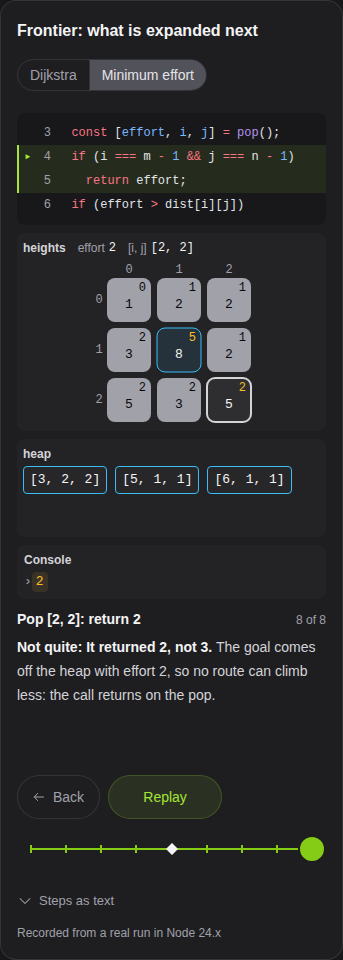 Frontier: what is expanded next
Dijkstra Minimum effort
3 const [effort, i, j] = pop();
4 if (i === m - 1 && j === n - 1)
5 return effort;
6 if (effort > dist[i][j])
heights effort 2 [i, j] [2, 2]
0 1 2
0 1 1
0 1 2 2
2 5 1
1 3 8 2
2 2 2
2 5 3 5
heap
[3, 2, 2] [5, 1, 1] [6, 1, 1]
Console
› 2
Pop [2, 2]: return 2 8 of 8
Not quite: It returned 2, not 3. The goal comes
off the heap with effort 2, so no route can climb
less: the call returns on the pop.
← Back Replay
Steps as text
Recorded from a real run in Node 24.x